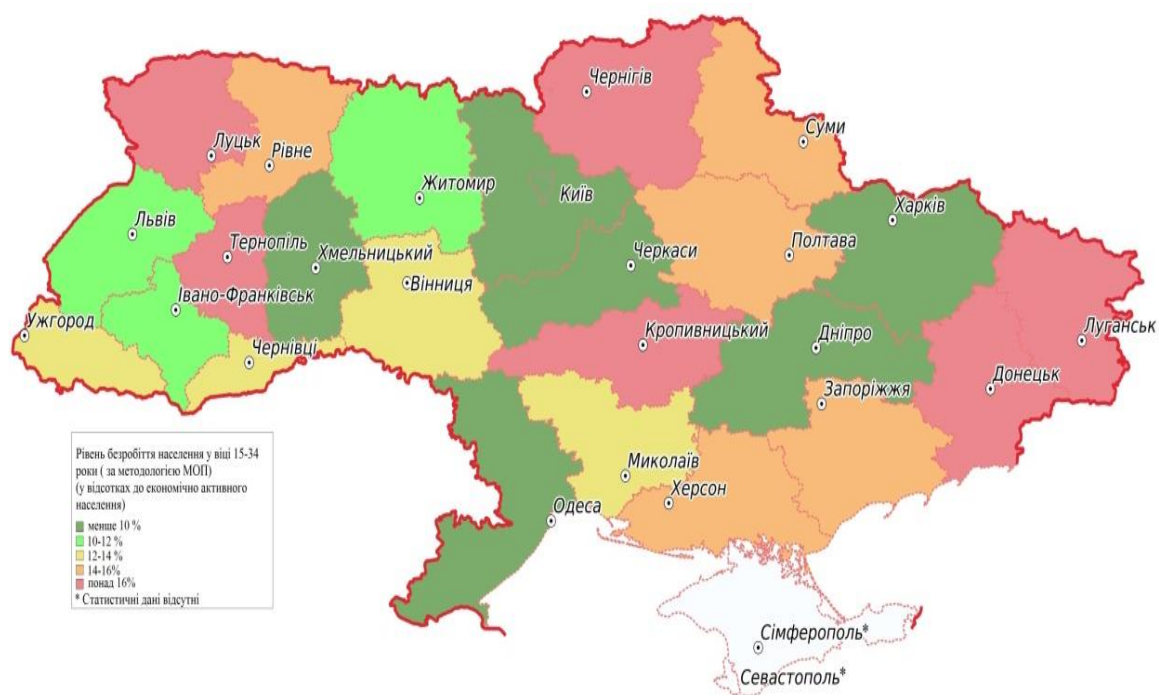 Чернігів
Суми
Луцьк
Рівне
Житомир
Київ
Харків
Львів
Тернопіль
Хмельницький
Черкаси
Полтава
Вінниця
Івано-Франківськ
Ужгород
Чернівці
Кропивницький
Дніпро
Луганськ
Донецьк
Запоріжжя
Миколаїв
Херсон
Одеса
Сімферополь*
Севастополь*
Рівень безробіття населення у віці 15-34
роки ( за методологією МОП)
(у відсотках до економічно активного
населення)
менше 10 %
10-12 %
12-14 %
14-16%
понад 16%
* Статистичні дані відсутні